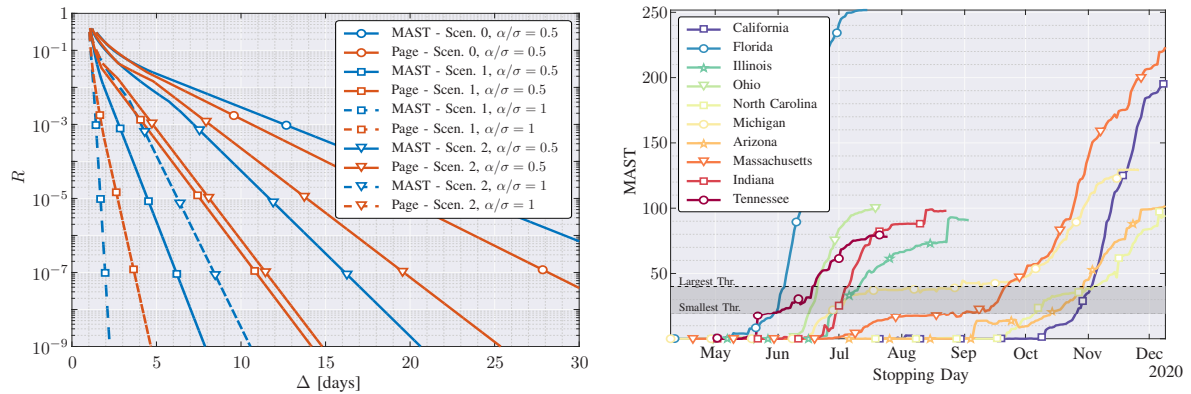 1
10⁻¹
10⁻³
10⁻⁵
10⁻⁷
10⁻⁹
R
0
5
10
15
20
25
30
Δ [days]
MAST - Scen. 0, α/σ = 0.5
Page - Scen. 0, α/σ = 0.5
MAST - Scen. 1, α/σ = 0.5
Page - Scen. 1, α/σ = 0.5
MAST - Scen. 1, α/σ = 1
Page - Scen. 1, α/σ = 1
MAST - Scen. 2, α/σ = 0.5
Page - Scen. 2, α/σ = 0.5
MAST - Scen. 2, α/σ = 1
Page - Scen. 2, α/σ = 1
250
200
150
100
50
0
MAST
California
Florida
Illinois
Ohio
North Carolina
Michigan
Arizona
Massachusetts
Indiana
Tennessee
Largest Thr.
Smallest Thr.
May
Jun
Jul
Aug
Sep
Oct
Nov
Dec
2020
Stopping Day